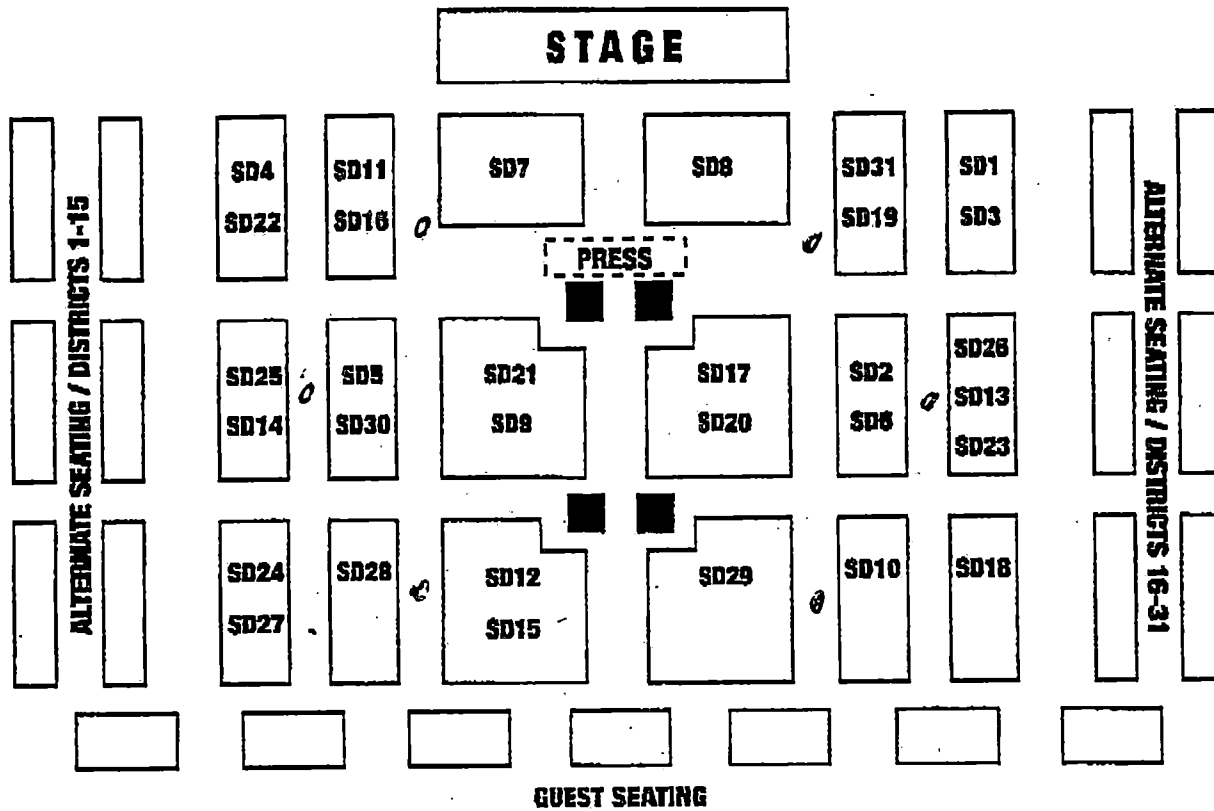 STAGE
SD4
SD22
SD11
SD16
SD7
SD8
SD31
SD19
SD1
SD3
PRESS
ALTERNATE SEATING / DISTRICTS 1-15
ALTERNATE SEATING / DISTRICTS 16-31
SD25
SD14
SD5
SD30
SD21
SD9
SD17
SD20
SD2
SD6
SD26
SD13
SD23
SD24
SD27
SD28
SD12
SD15
SD29
SD10
SD18
GUEST SEATING